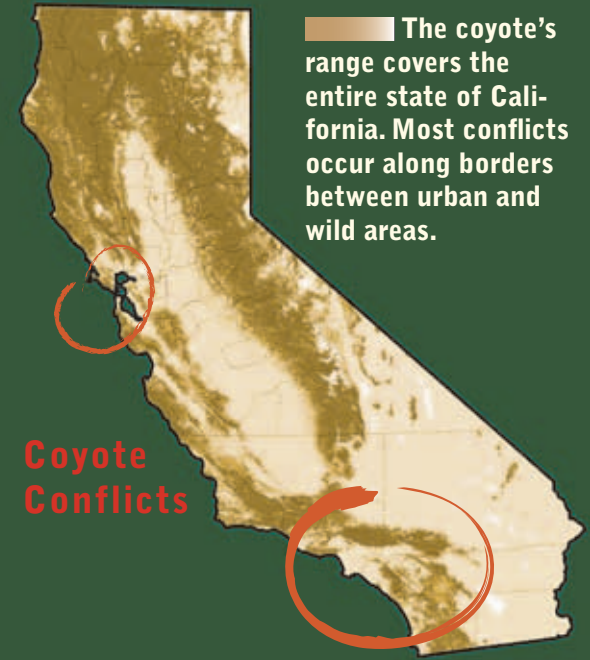 The coyote's
range covers the
entire state of Cali-
fornia. Most conflicts
occur along borders
between urban and
wild areas.
Coyote
Conflicts